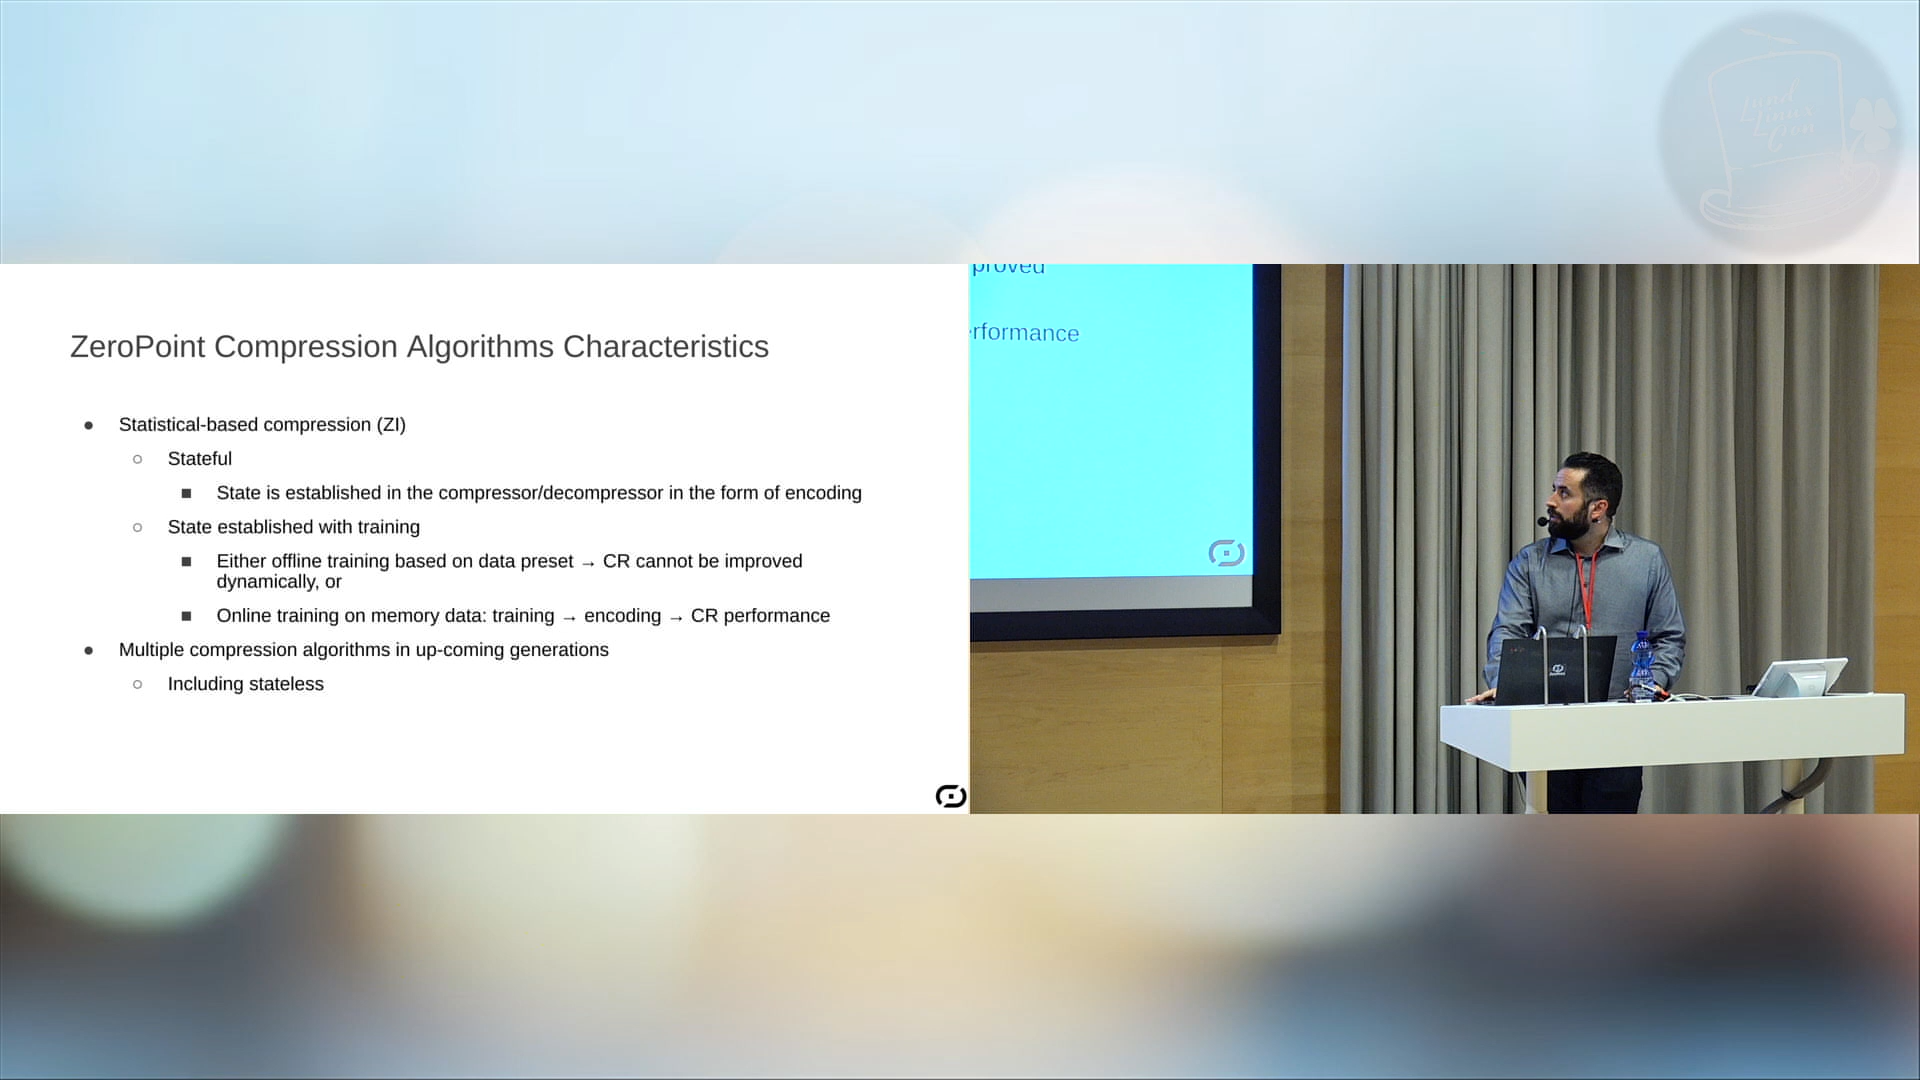 Lund
Linux
Con
ZeroPoint Compression Algorithms Characteristics
● Statistical-based compression (ZI)
○ Stateful
■ State is established in the compressor/decompressor in the form of encoding
○ State established with training
■ Either offline training based on data preset → CR cannot be improved
dynamically, or
■ Online training on memory data: training → encoding → CR performance
● Multiple compression algorithms in up-coming generations
○ Including stateless
proved
rformance